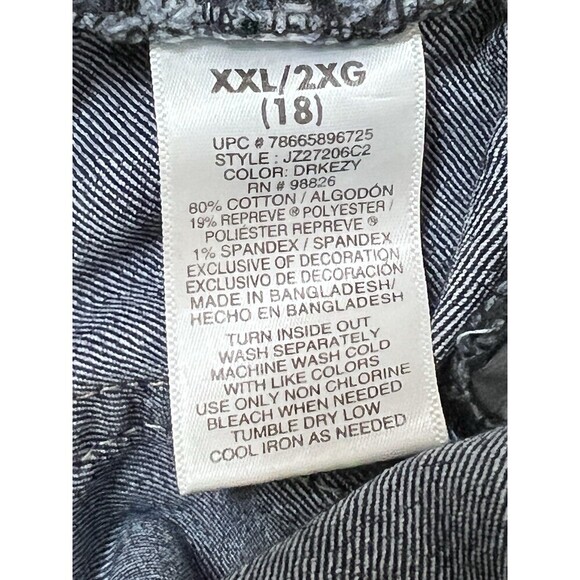 XXL/2XG
(18)
UPC # 78665896725
STYLE : JZ27206C2
COLOR: DRKEZY
RN # 98826
80% COTTON / ALGODÓN
19% REPREVE ® POLYESTER /
POLIÉSTER REPREVE ®
1% SPANDEX / SPANDEX
EXCLUSIVE OF DECORATION
EXCLUSIVO DE DECORACIÓN
MADE IN BANGLADESH/
HECHO EN BANGLADESH
TURN INSIDE OUT
WASH SEPARATELY
MACHINE WASH COLD
WITH LIKE COLORS
USE ONLY NON CHLORINE
BLEACH WHEN NEEDED
TUMBLE DRY LOW
COOL IRON AS NEEDED